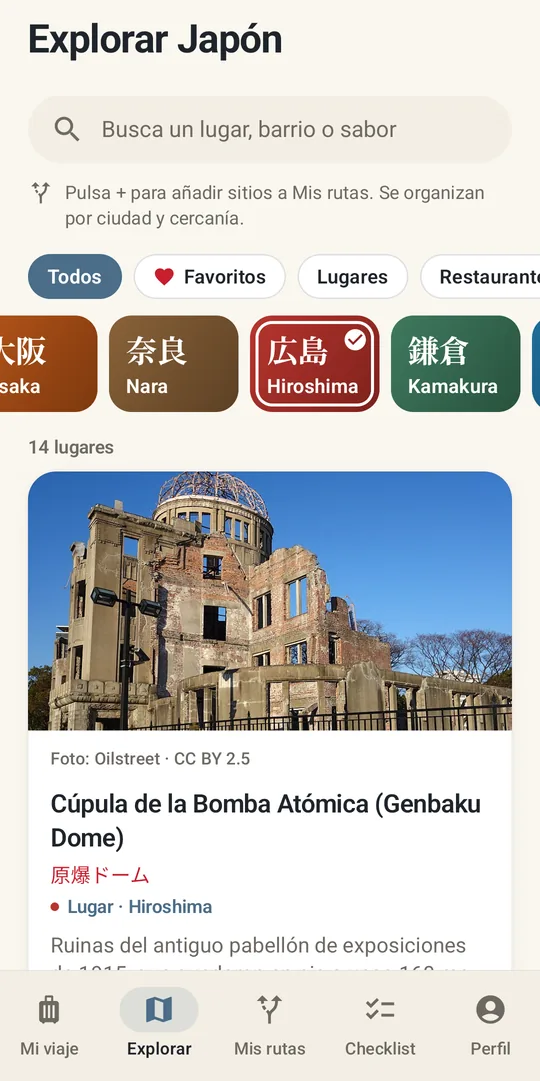 Explorar Japón
Busca un lugar, barrio o sabor
Pulsa + para añadir sitios a Mis rutas. Se organizan
por ciudad y cercanía.
Todos
Favoritos
Lugares
Restaurante
大阪
saka
奈良
Nara
広島
Hiroshima
鎌倉
Kamakura
14 lugares
Foto: Oilstreet · CC BY 2.5
Cúpula de la Bomba Atómica (Genbaku
Dome)
原爆ドーム
Lugar · Hiroshima
Ruinas del antiguo pabellón de exposiciones
Mi viaje
Explorar
Mis rutas
Checklist
Perfil